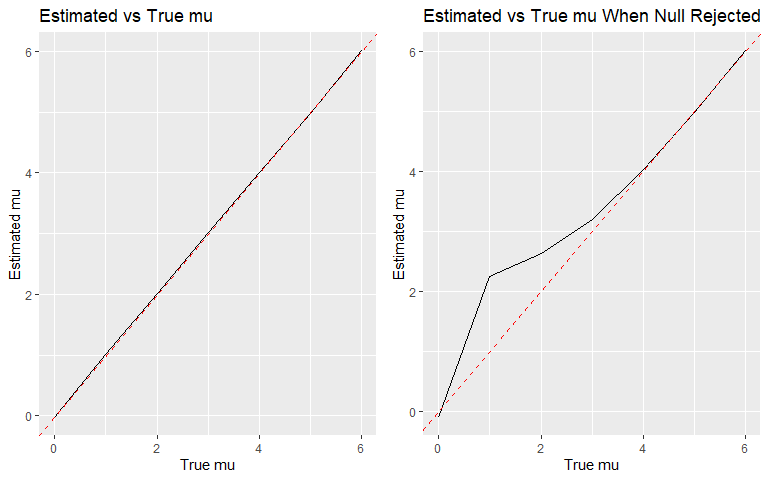 Estimated vs True mu
Estimated mu
6
4
2
0
0 2 4 6
True mu
Estimated vs True mu When Null Rejected
Estimated mu
6
4
2
0
0 2 4 6
True mu